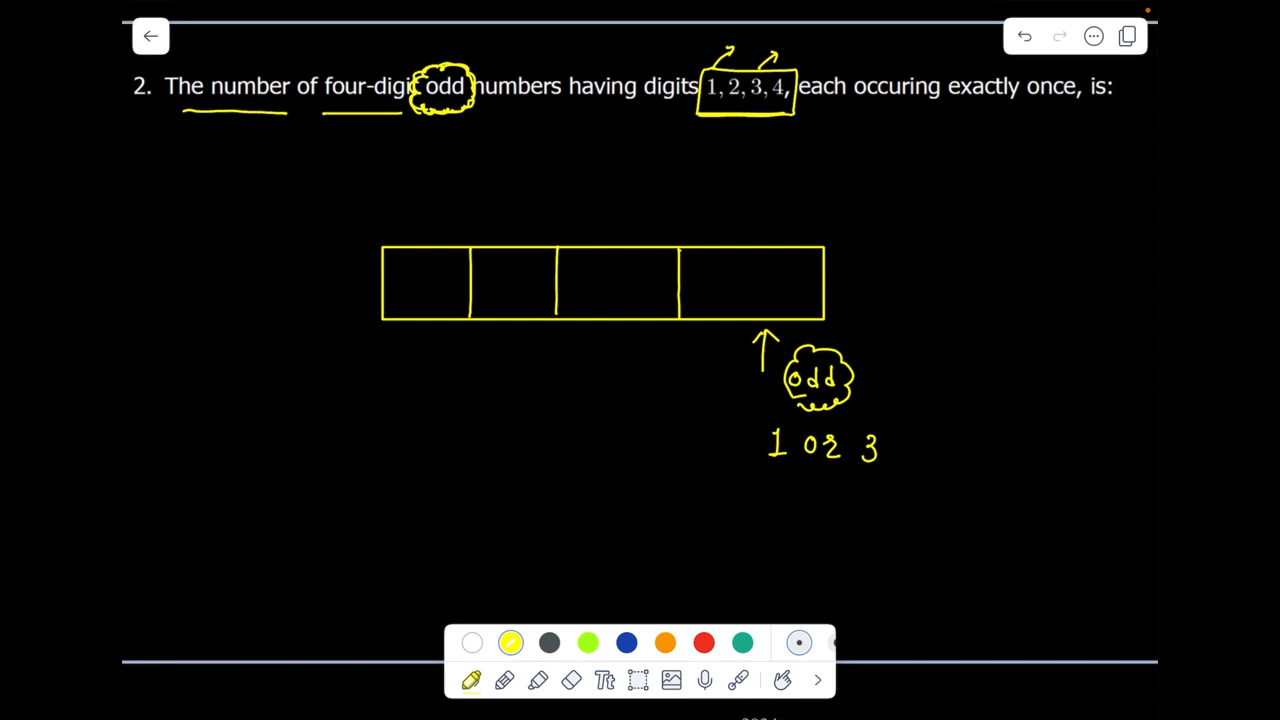 2. The number of four-digit odd numbers having digits 1, 2, 3, 4, each occuring exactly once, is:
odd
1 or 3
Tt